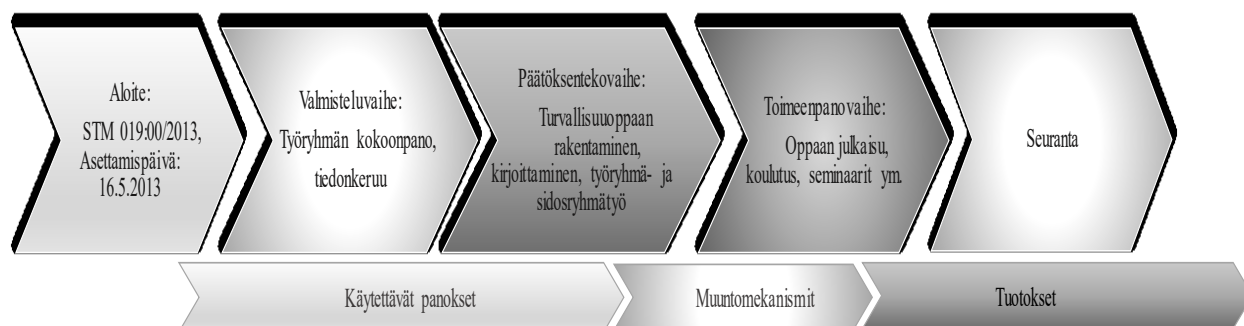 Aloite:
STM 019:00/2013,
Asettamispäivä:
16.5.2013
Valmisteluvaihe:
Työryhmän kokoonpano,
tiedonkeruu
Päätöksentekovaihe:
Turvallisuuoppaan
rakentaminen,
kirjoittaminen, työryhmä- ja
sidosryhmätyö
Toimeenpanovaihe:
Oppaan julkaisu,
koulutus, seminaarit ym.
Seuranta
Käytettävät panokset
Muuntomekanismit
Tuotokset